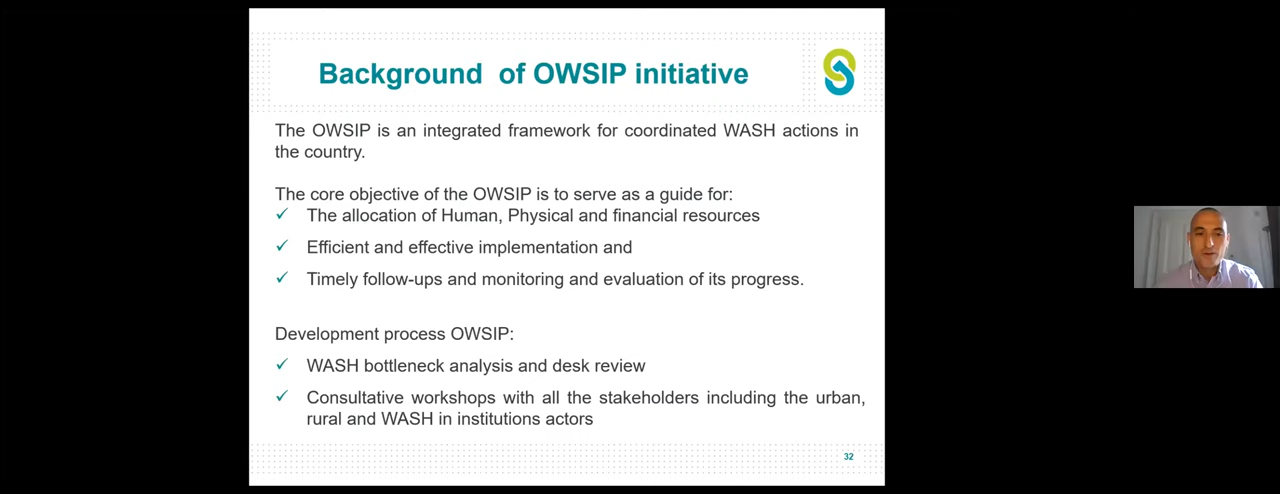 Background of OWSIP initiative
The OWSIP is an integrated framework for coordinated WASH actions in
the country.
The core objective of the OWSIP is to serve as a guide for:
✓ The allocation of Human, Physical and financial resources
✓ Efficient and effective implementation and
✓ Timely follow-ups and monitoring and evaluation of its progress.
Development process OWSIP:
✓ WASH bottleneck analysis and desk review
✓ Consultative workshops with all the stakeholders including the urban,
rural and WASH in institutions actors
32